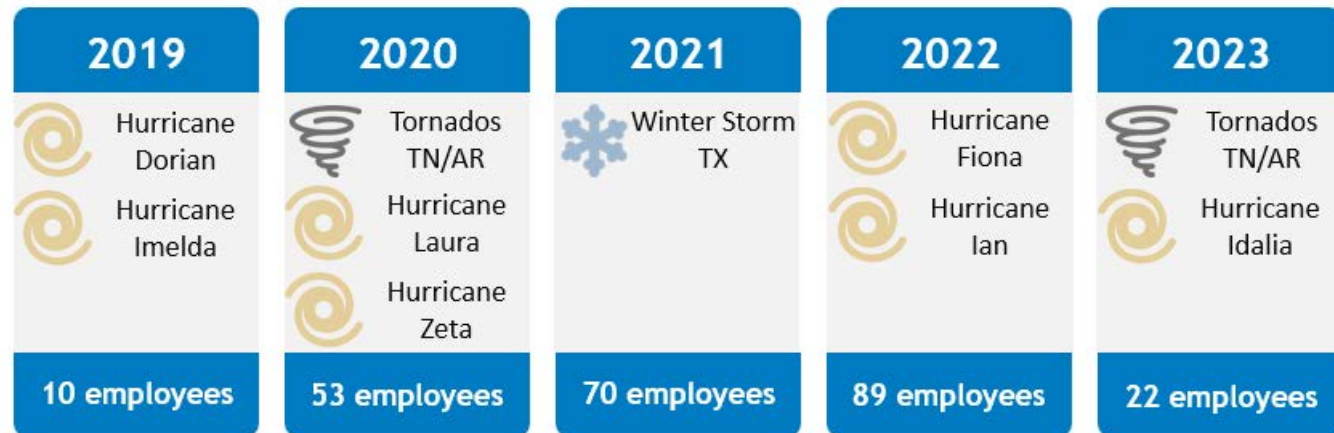 2019
Hurricane
Dorian
Hurricane
Imelda
10 employees
2020
Tornados
TN/AR
Hurricane
Laura
Hurricane
Zeta
53 employees
2021
Winter Storm
TX
70 employees
2022
Hurricane
Fiona
Hurricane
Ian
89 employees
2023
Tornados
TN/AR
Hurricane
Idalia
22 employees